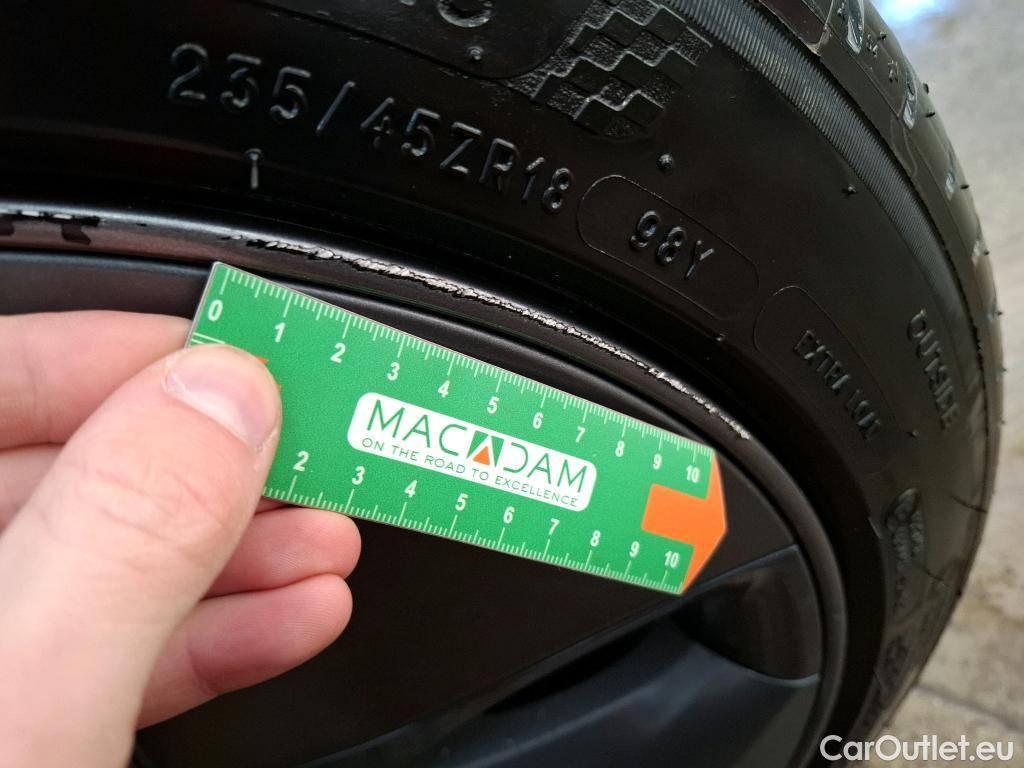 235/45ZR18
98Y
EXTRA LOAD
OUTSIDE
0 1 2 3 4 5 6 7 8 9 10
MACADAM
ON THE ROAD TO EXCELLENCE
2 3 4 5 6 7 8 9 10
CarOutlet.eu